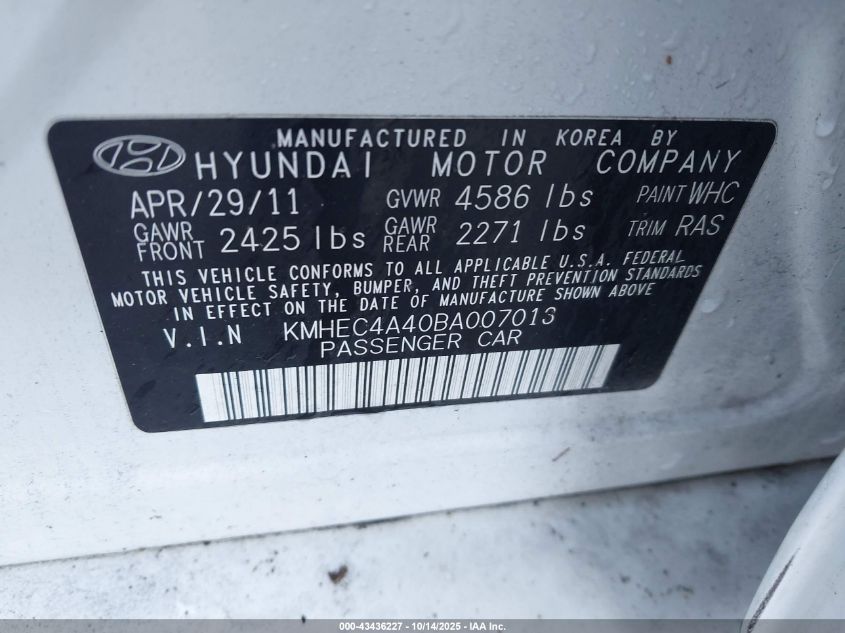 MANUFACTURED IN KOREA BY
HYUNDAI MOTOR COMPANY
APR/29/11 GVWR 4586 lbs PAINT WHC
GAWR FRONT 2425 lbs GAWR REAR 2271 lbs TRIM RAS
THIS VEHICLE CONFORMS TO ALL APPLICABLE U.S.A. FEDERAL
MOTOR VEHICLE SAFETY, BUMPER, AND THEFT PREVENTION STANDARDS
IN EFFECT ON THE DATE OF MANUFACTURE SHOWN ABOVE
V.I.N KMHEC4A40BA007013
PASSENGER CAR
000-43436227 - 10/14/2025 - IAA Inc.